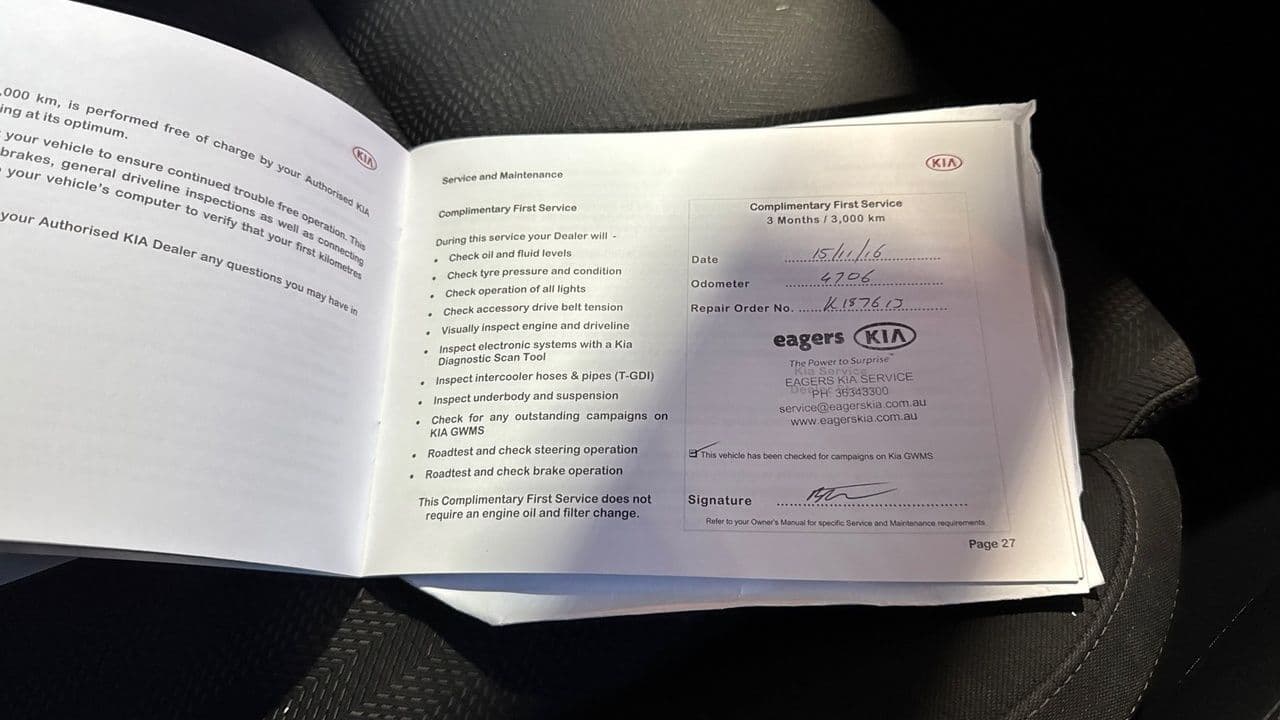 ,000 km, is performed free of charge by your Authorised KIA
ing at its optimum.
your vehicle to ensure continued trouble free operation. This
brakes, general driveline inspections as well as connecting
your vehicle's computer to verify that your first kilometres
your Authorised KIA Dealer any questions you may have in
KIA
KIA
Service and Maintenance
Complimentary First Service
During this service your Dealer will -
• Check oil and fluid levels
• Check tyre pressure and condition
• Check operation of all lights
• Check accessory drive belt tension
• Visually inspect engine and driveline
• Inspect electronic systems with a Kia
Diagnostic Scan Tool
• Inspect intercooler hoses & pipes (T-GDI)
• Inspect underbody and suspension
• Check for any outstanding campaigns on
KIA GWMS
• Roadtest and check steering operation
• Roadtest and check brake operation
This Complimentary First Service does not
require an engine oil and filter change.
Complimentary First Service
3 Months / 3,000 km
Date 15/11/16
Odometer 4706
Repair Order No.
eagers KIA
The Power to Surprise™
Kia Service
EAGERS KIA SERVICE
PH: 36343300
service@eagerskia.com.au
www.eagerskia.com.au
This vehicle has been checked for campaigns on Kia GWMS
Signature
Refer to your Owner's Manual for specific Service and Maintenance requirements
Page 27